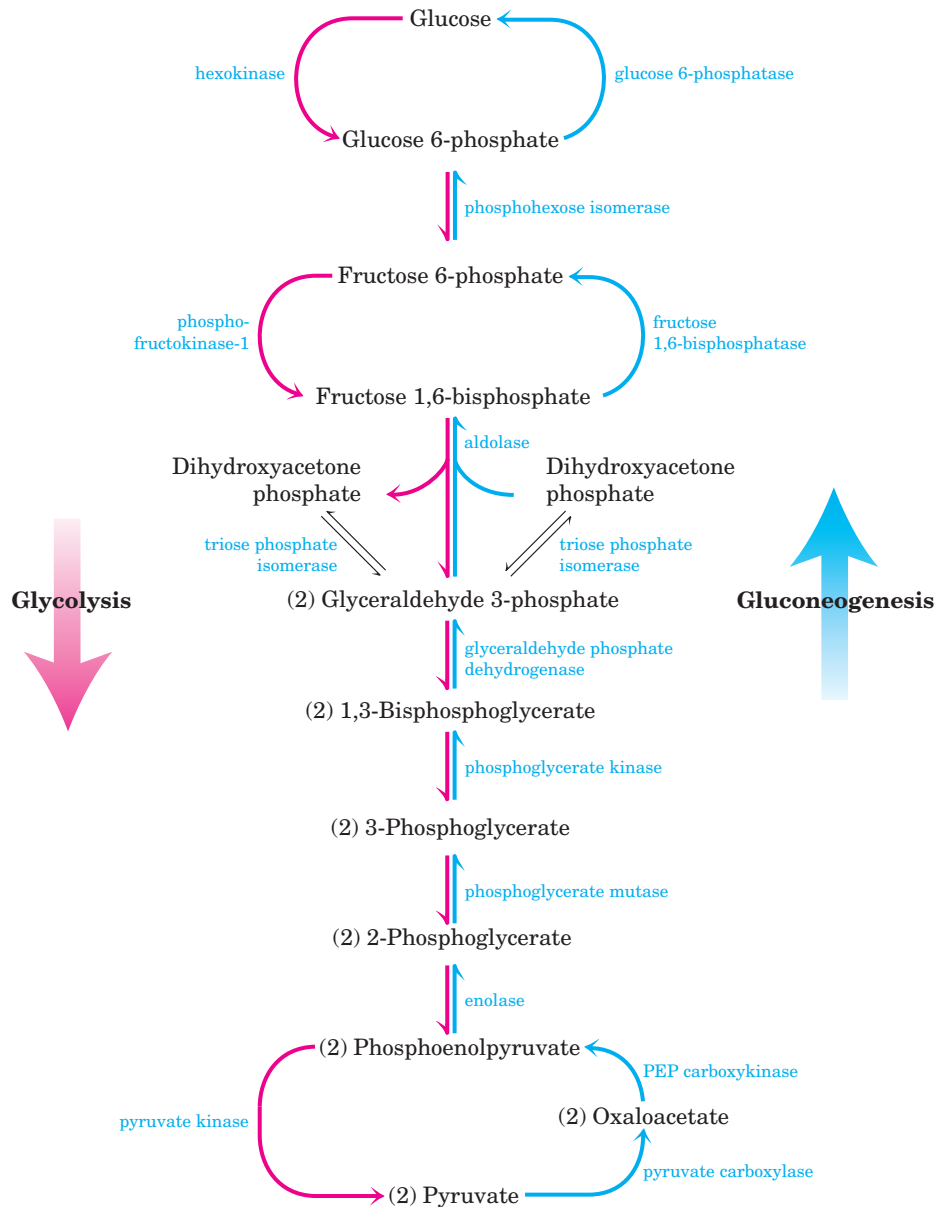 Glucose
hexokinase
glucose 6-phosphatase
Glucose 6-phosphate
phosphohexose isomerase
Fructose 6-phosphate
phospho-
fructokinase-1
fructose
1,6-bisphosphatase
Fructose 1,6-bisphosphate
aldolase
Dihydroxyacetone
phosphate
Dihydroxyacetone
phosphate
triose phosphate
isomerase
triose phosphate
isomerase
Glycolysis
(2) Glyceraldehyde 3-phosphate
Gluconeogenesis
glyceraldehyde phosphate
dehydrogenase
(2) 1,3-Bisphosphoglycerate
phosphoglycerate kinase
(2) 3-Phosphoglycerate
phosphoglycerate mutase
(2) 2-Phosphoglycerate
enolase
(2) Phosphoenolpyruvate
PEP carboxykinase
pyruvate kinase
(2) Oxaloacetate
pyruvate carboxylase
(2) Pyruvate